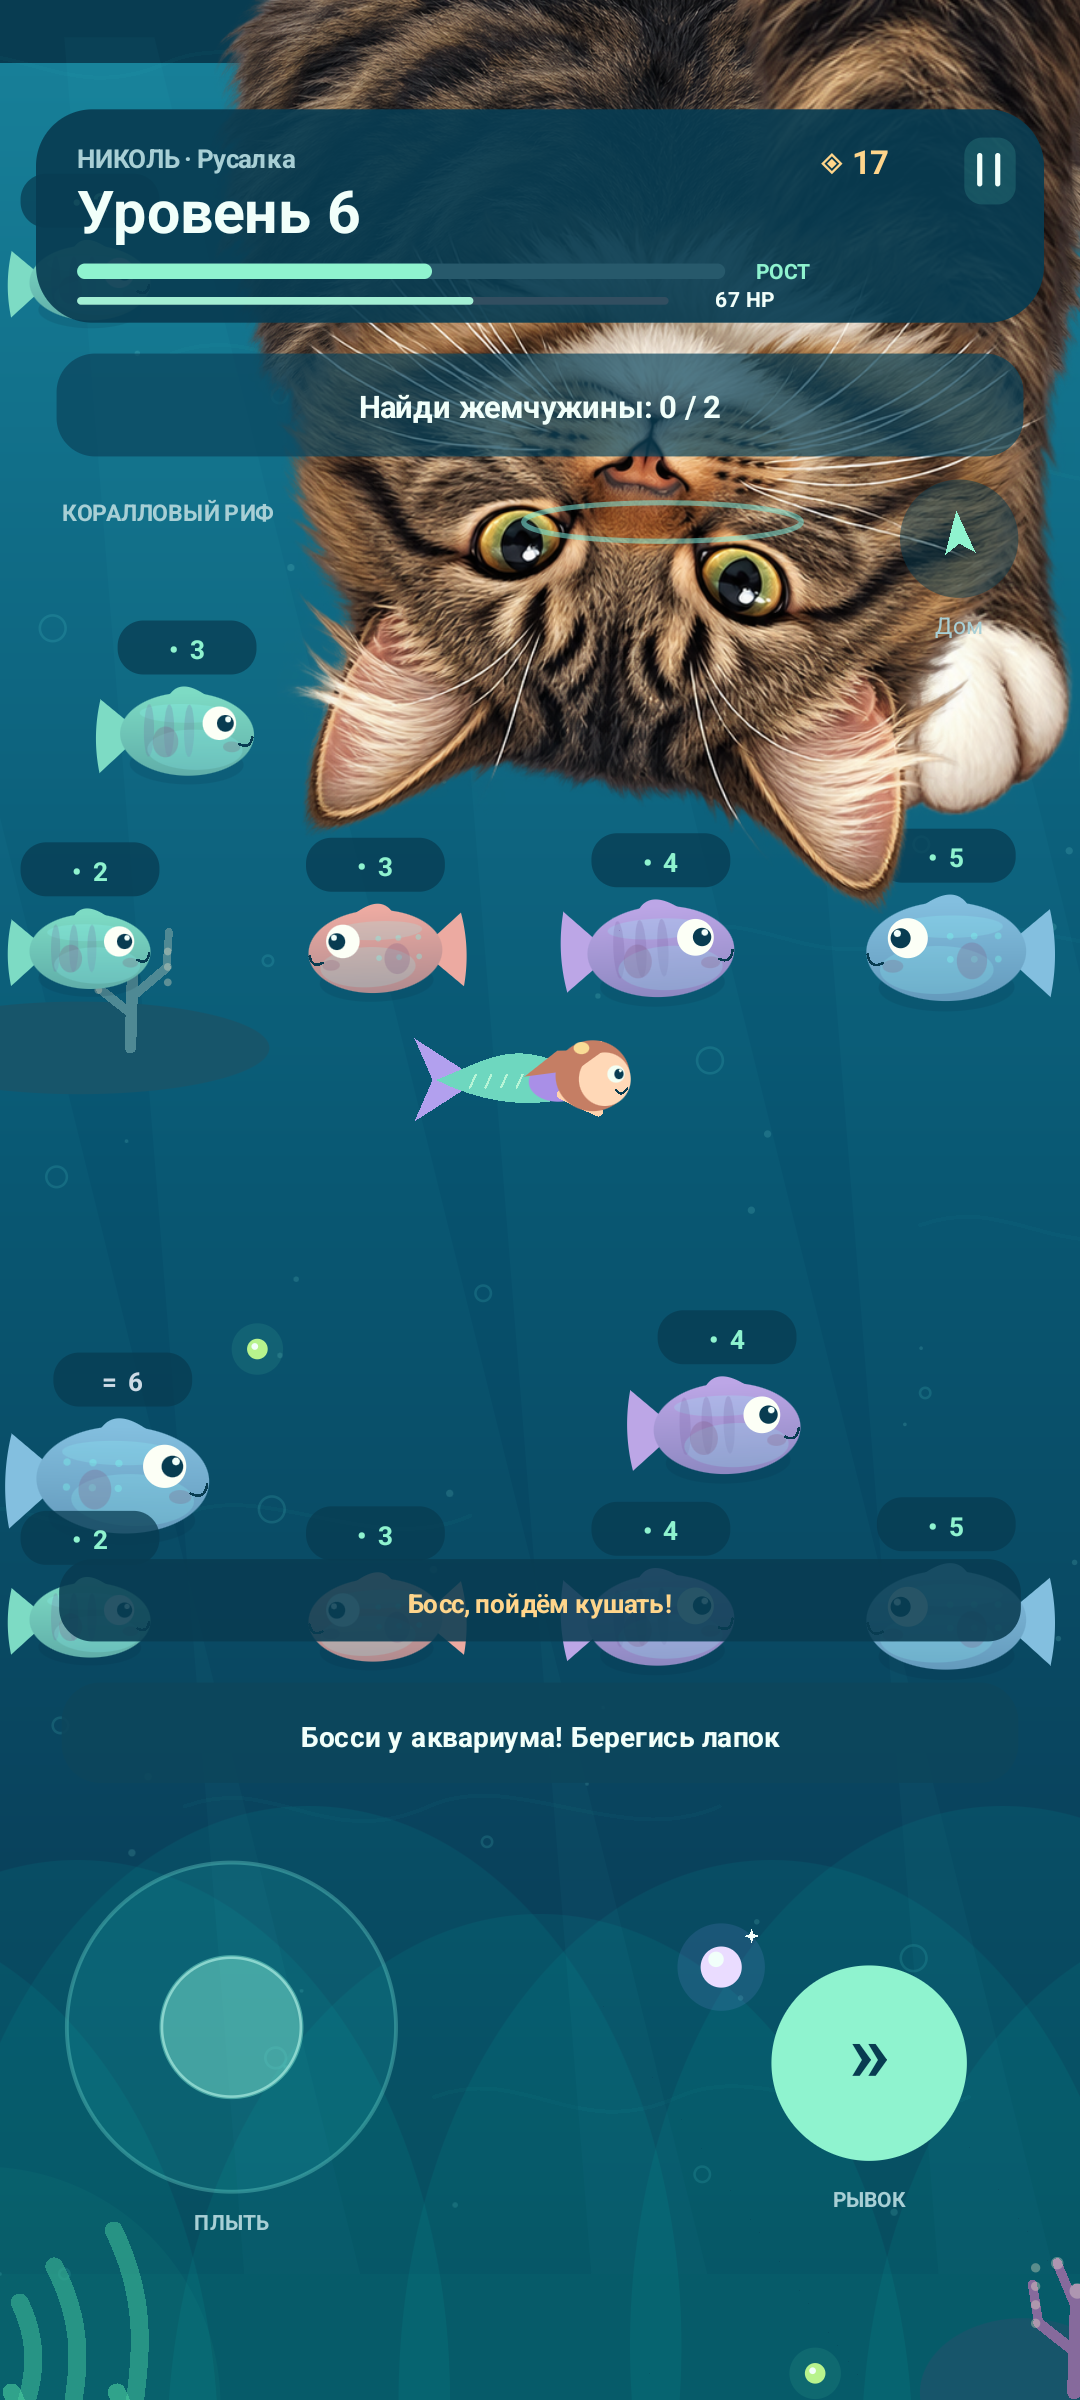 НИКОЛЬ · Русалка
17
Уровень 6
РОСТ
67 HP
Найди жемчужины: 0 / 2
КОРАЛЛОВЫЙ РИФ
Дом
• 3
• 2
• 3
• 4
• 5
• 4
= 6
• 2
• 3
• 4
• 5
Босс, пойдём кушать!
Босси у аквариума! Берегись лапок
»
ПЛЫТЬ
РЫВОК